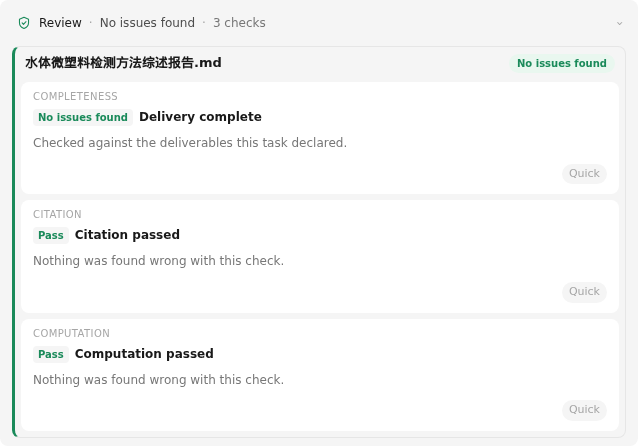 Review · No issues found · 3 checks
水体微塑料检测方法综述报告.md
No issues found
COMPLETENESS
No issues found Delivery complete
Checked against the deliverables this task declared.
Quick
CITATION
Pass Citation passed
Nothing was found wrong with this check.
Quick
COMPUTATION
Pass Computation passed
Nothing was found wrong with this check.
Quick